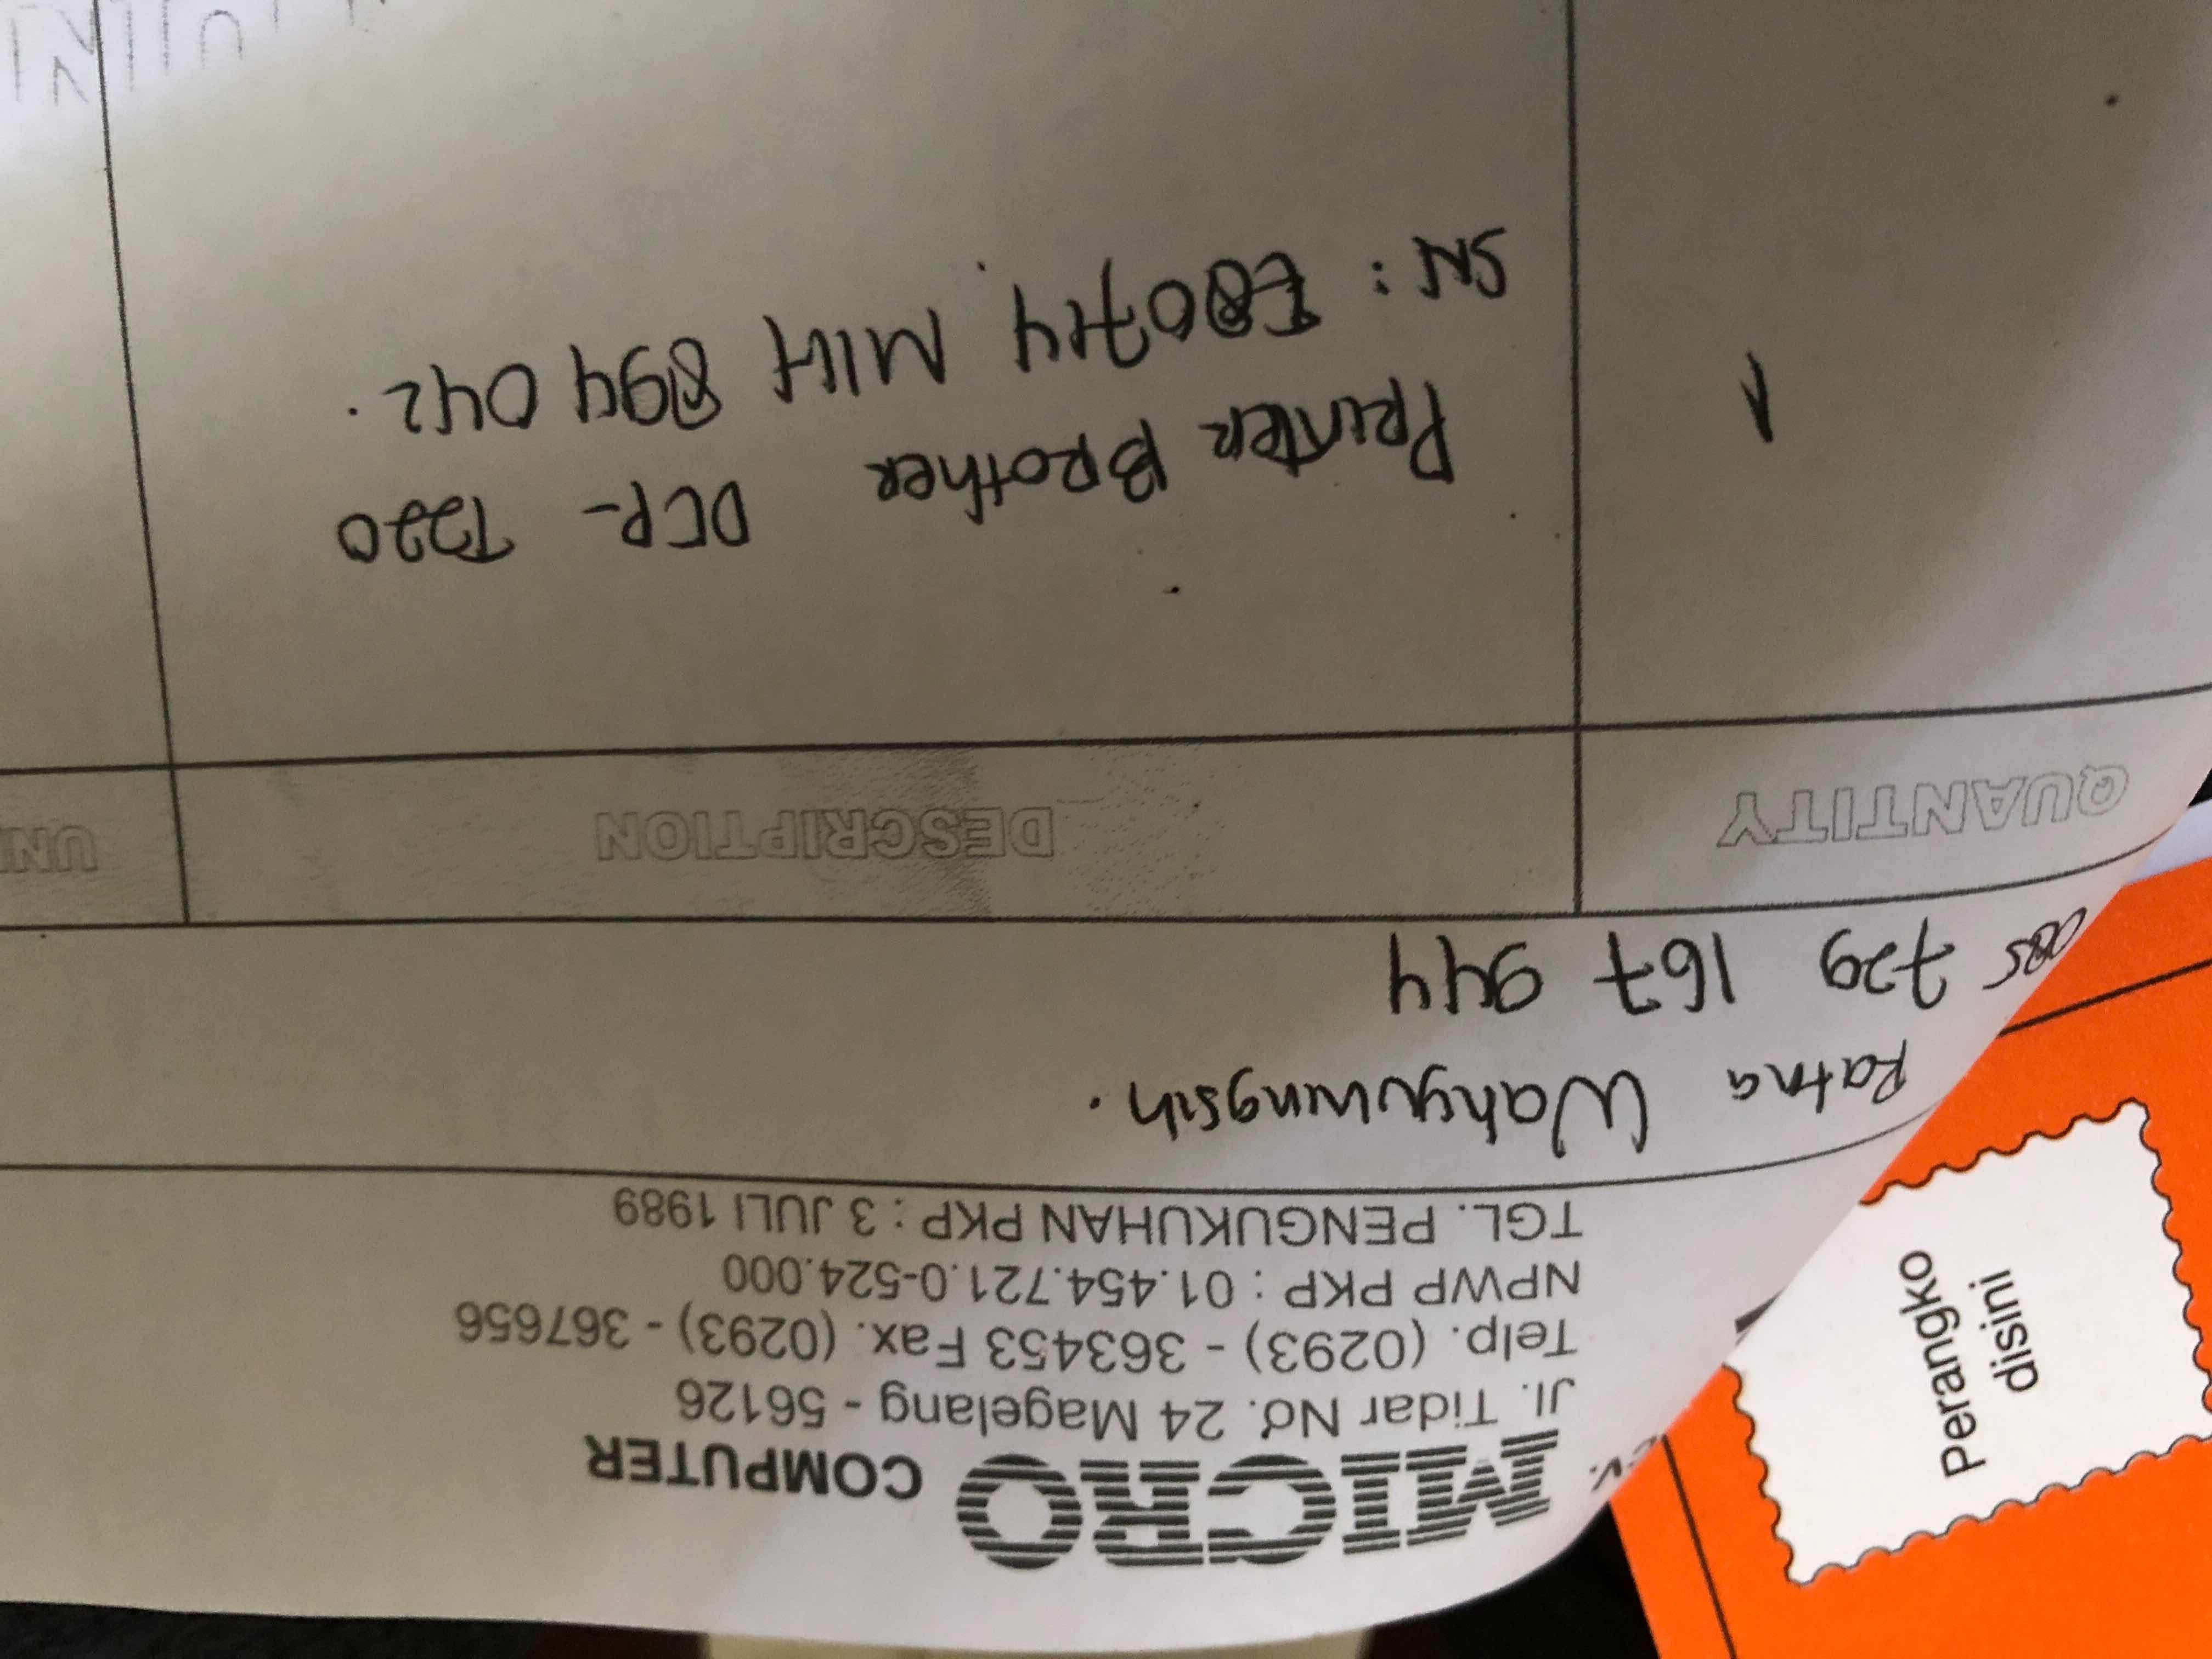 CV.
MICRO COMPUTER
Jl. Tidar No. 24 Magelang - 56126
Telp. (0293) - 363453 Fax. (0293) - 367656
NPWP PKP : 01.454.721.0-524.000
TGL. PENGUKUHAN PKP : 3 JULI 1989
Ratna Wahyuningsih.
085 729 167 944
QUANTITY DESCRIPTION UN
1 Printer Brother DCP- T220
SN : E80714 M1H 894 042.
Perangko
disini